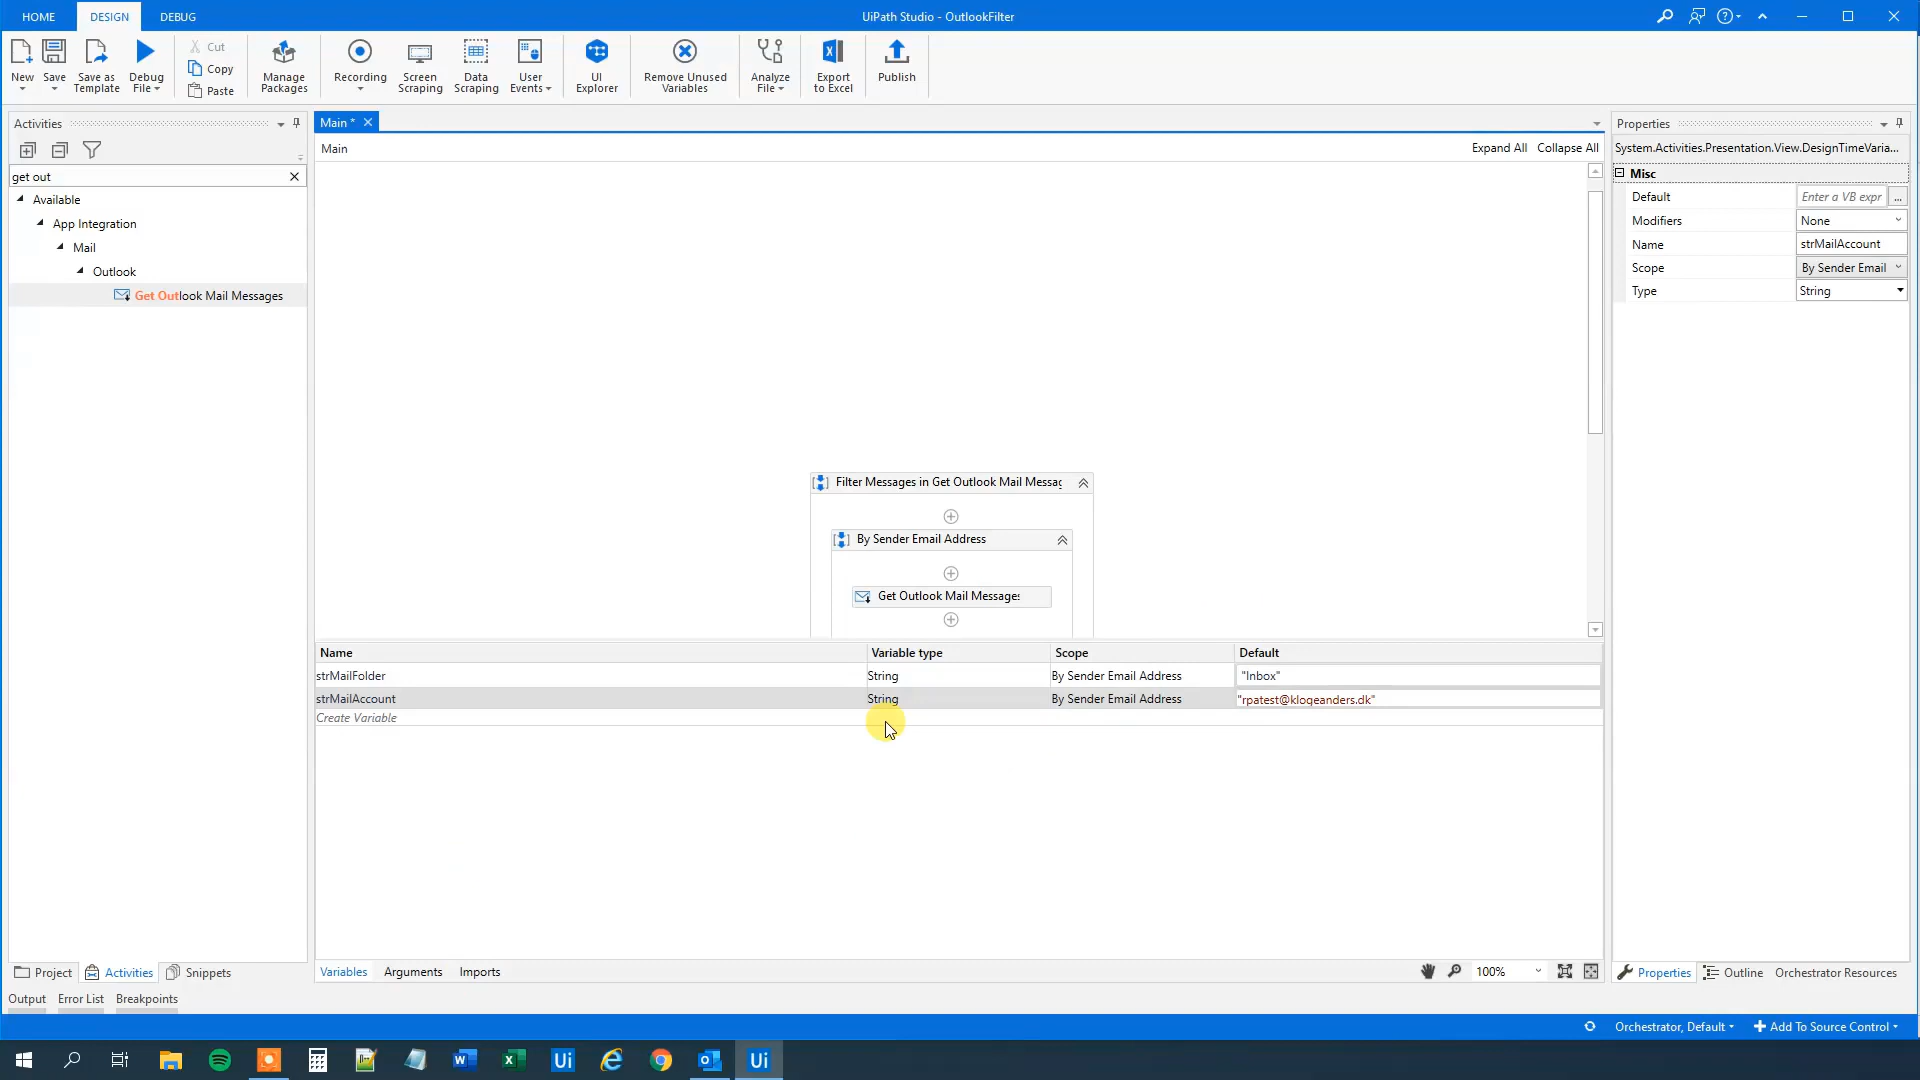 HOME DESIGN DEBUG UiPath Studio - OutlookFilter
New Save Save as Template Debug File Cut Copy Paste Manage Packages Recording Screen Scraping Data Scraping User Events UI Explorer Remove Unused Variables Analyze File Export to Excel Publish
Activities
get out
Available
App Integration
Mail
Outlook
Get Outlook Mail Messages
Main *
Main Expand All Collapse All
Filter Messages in Get Outlook Mail Messag
By Sender Email Address
Get Outlook Mail Messages
Name Variable type Scope Default
strMailFolder String By Sender Email Address "Inbox"
strMailAccount String By Sender Email Address "rpatest@klogeanders.dk"
Create Variable
Variables Arguments Imports 100%
Properties
System.Activities.Presentation.View.DesignTimeVaria...
Misc
Default Enter a VB expr ...
Modifiers None
Name strMailAccount
Scope By Sender Email
Type String
Project Activities Snippets
Properties Outline Orchestrator Resources
Output Error List Breakpoints
Orchestrator, Default Add To Source Control